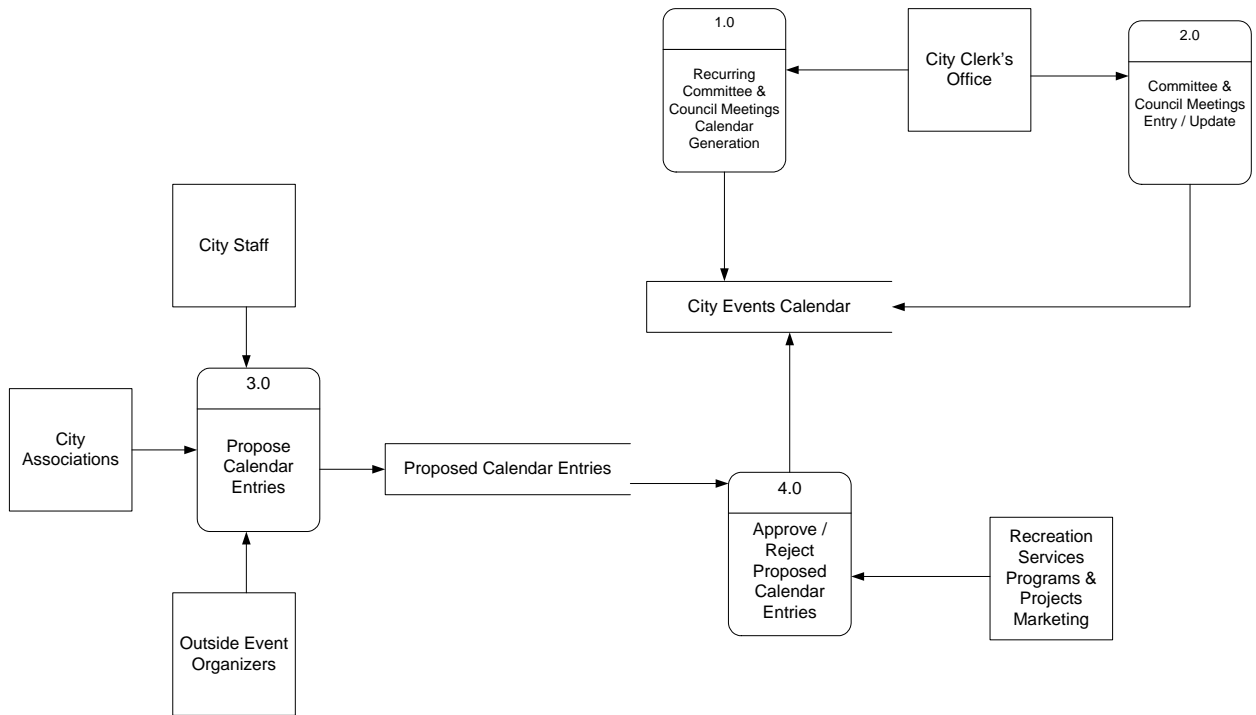 1.0
Recurring
Committee &
Council Meetings
Calendar
Generation
City Clerk's
Office
2.0
Committee &
Council Meetings
Entry / Update
City Staff
City Events Calendar
3.0
Propose
Calendar
Entries
City
Associations
Proposed Calendar Entries
4.0
Approve /
Reject
Proposed
Calendar
Entries
Recreation
Services
Programs &
Projects
Marketing
Outside Event
Organizers